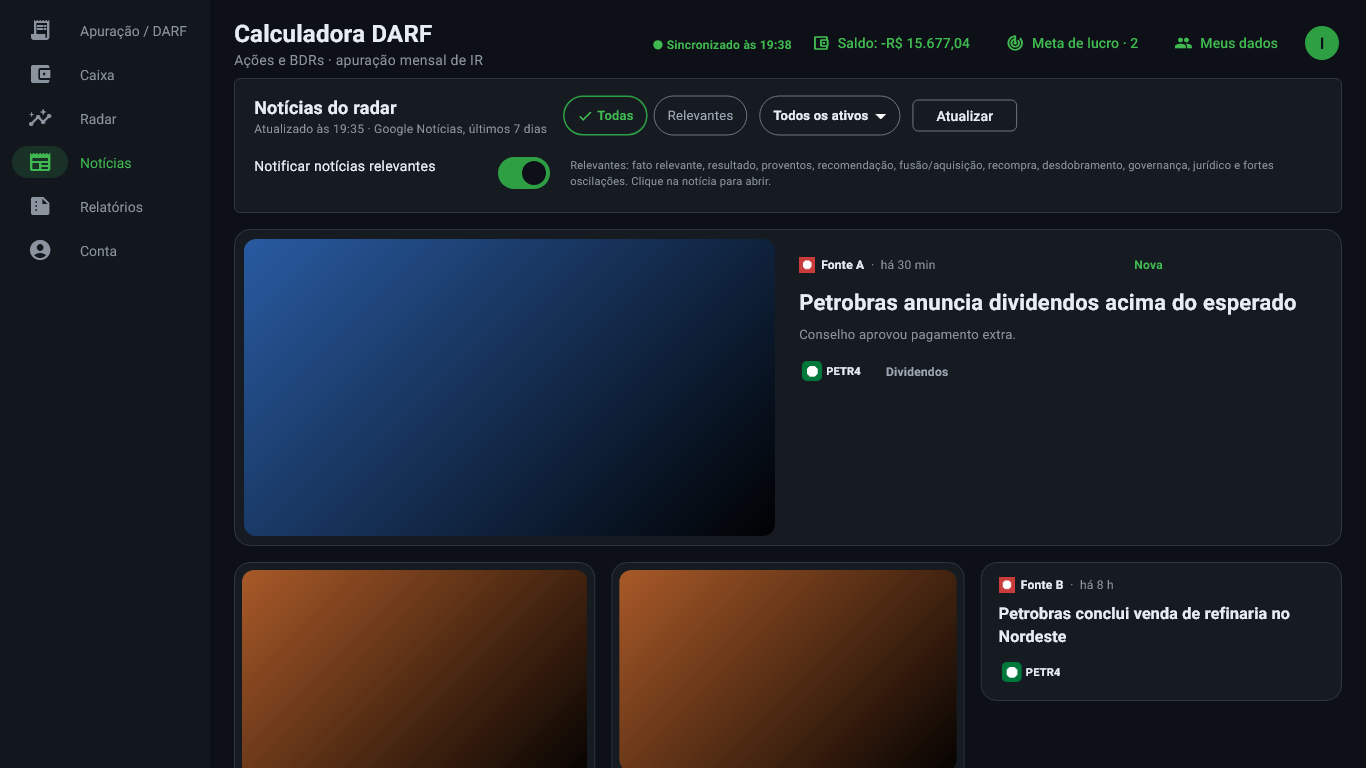 Apuração / DARF
Caixa
Radar
Notícias
Relatórios
Conta
Calculadora DARF
Ações e BDRs · apuração mensal de IR
Sincronizado às 19:38
Saldo: -R$ 15.677,04
Meta de lucro · 2
Meus dados
I
Notícias do radar
Atualizado às 19:35 · Google Notícias, últimos 7 dias
Todas
Relevantes
Todos os ativos
Atualizar
Notificar notícias relevantes
Relevantes: fato relevante, resultado, proventos, recomendação, fusão/aquisição, recompra, desdobramento, governança, jurídico e fortes
oscilações. Clique na notícia para abrir.
Fonte A · há 30 min
Nova
Petrobras anuncia dividendos acima do esperado
Conselho aprovou pagamento extra.
PETR4
Dividendos
Fonte B · há 8 h
Petrobras conclui venda de refinaria no
Nordeste
PETR4